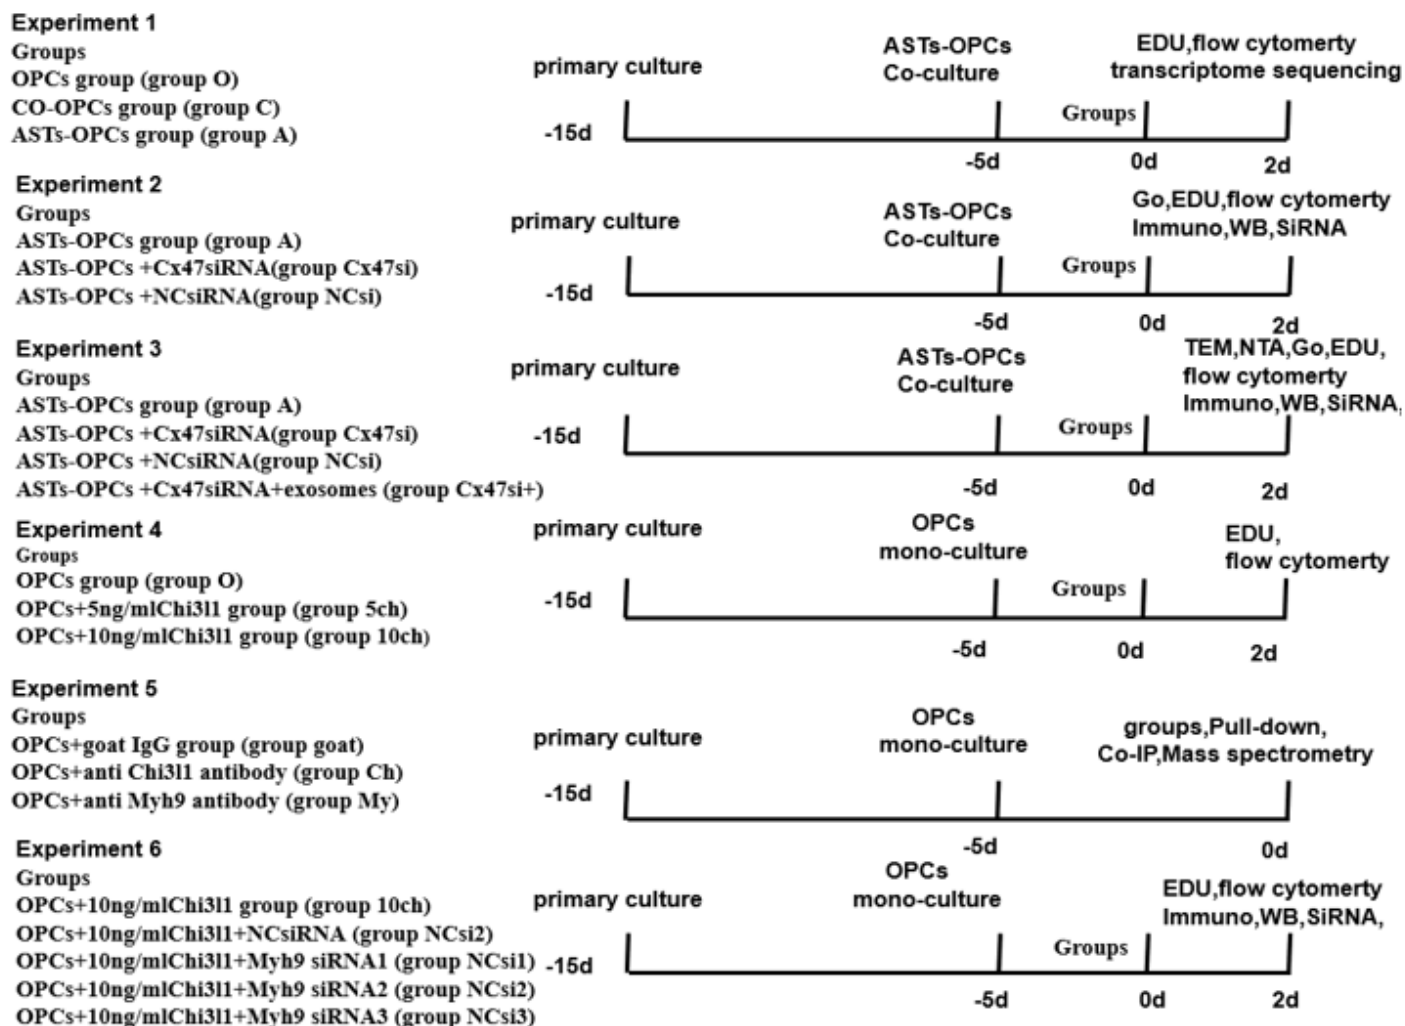 Experiment 1
Groups
OPCs group (group O)
CO-OPCs group (group C)
ASTs-OPCs group (group A)
primary culture
-15d
ASTs-OPCs
Co-culture
-5d
Groups
0d
EDU,flow cytomerty
transcriptome sequencing
2d
Experiment 2
Groups
ASTs-OPCs group (group A)
ASTs-OPCs +Cx47siRNA(group Cx47si)
ASTs-OPCs +NCsiRNA(group NCsi)
primary culture
-15d
ASTs-OPCs
Co-culture
-5d
Groups
0d
Go,EDU,flow cytomerty
Immuno,WB,SiRNA
2d
Experiment 3
Groups
ASTs-OPCs group (group A)
ASTs-OPCs +Cx47siRNA(group Cx47si)
ASTs-OPCs +NCsiRNA(group NCsi)
ASTs-OPCs +Cx47siRNA+exosomes (group Cx47si+)
primary culture
-15d
ASTs-OPCs
Co-culture
-5d
Groups
0d
TEM,NTA,Go,EDU,
flow cytomerty
Immuno,WB,SiRNA,
2d
Experiment 4
Groups
OPCs group (group O)
OPCs+5ng/mlChi3l1 group (group 5ch)
OPCs+10ng/mlChi3l1 group (group 10ch)
primary culture
-15d
OPCs
mono-culture
-5d
Groups
0d
EDU,
flow cytomerty
2d
Experiment 5
Groups
OPCs+goat IgG group (group goat)
OPCs+anti Chi3l1 antibody (group Ch)
OPCs+anti Myh9 antibody (group My)
primary culture
-15d
OPCs
mono-culture
-5d
groups,Pull-down,
Co-IP,Mass spectrometry
0d
Experiment 6
Groups
OPCs+10ng/mlChi3l1 group (group 10ch)
OPCs+10ng/mlChi3l1+NCsiRNA (group NCsi2)
OPCs+10ng/mlChi3l1+Myh9 siRNA1 (group NCsi1)
OPCs+10ng/mlChi3l1+Myh9 siRNA2 (group NCsi2)
OPCs+10ng/mlChi3l1+Myh9 siRNA3 (group NCsi3)
primary culture
-15d
OPCs
mono-culture
-5d
Groups
0d
EDU,flow cytomerty
Immuno,WB,SiRNA,
2d